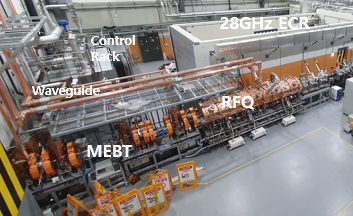 28GHz ECR
Control
Rack
Waveguide
RFQ
MEBT